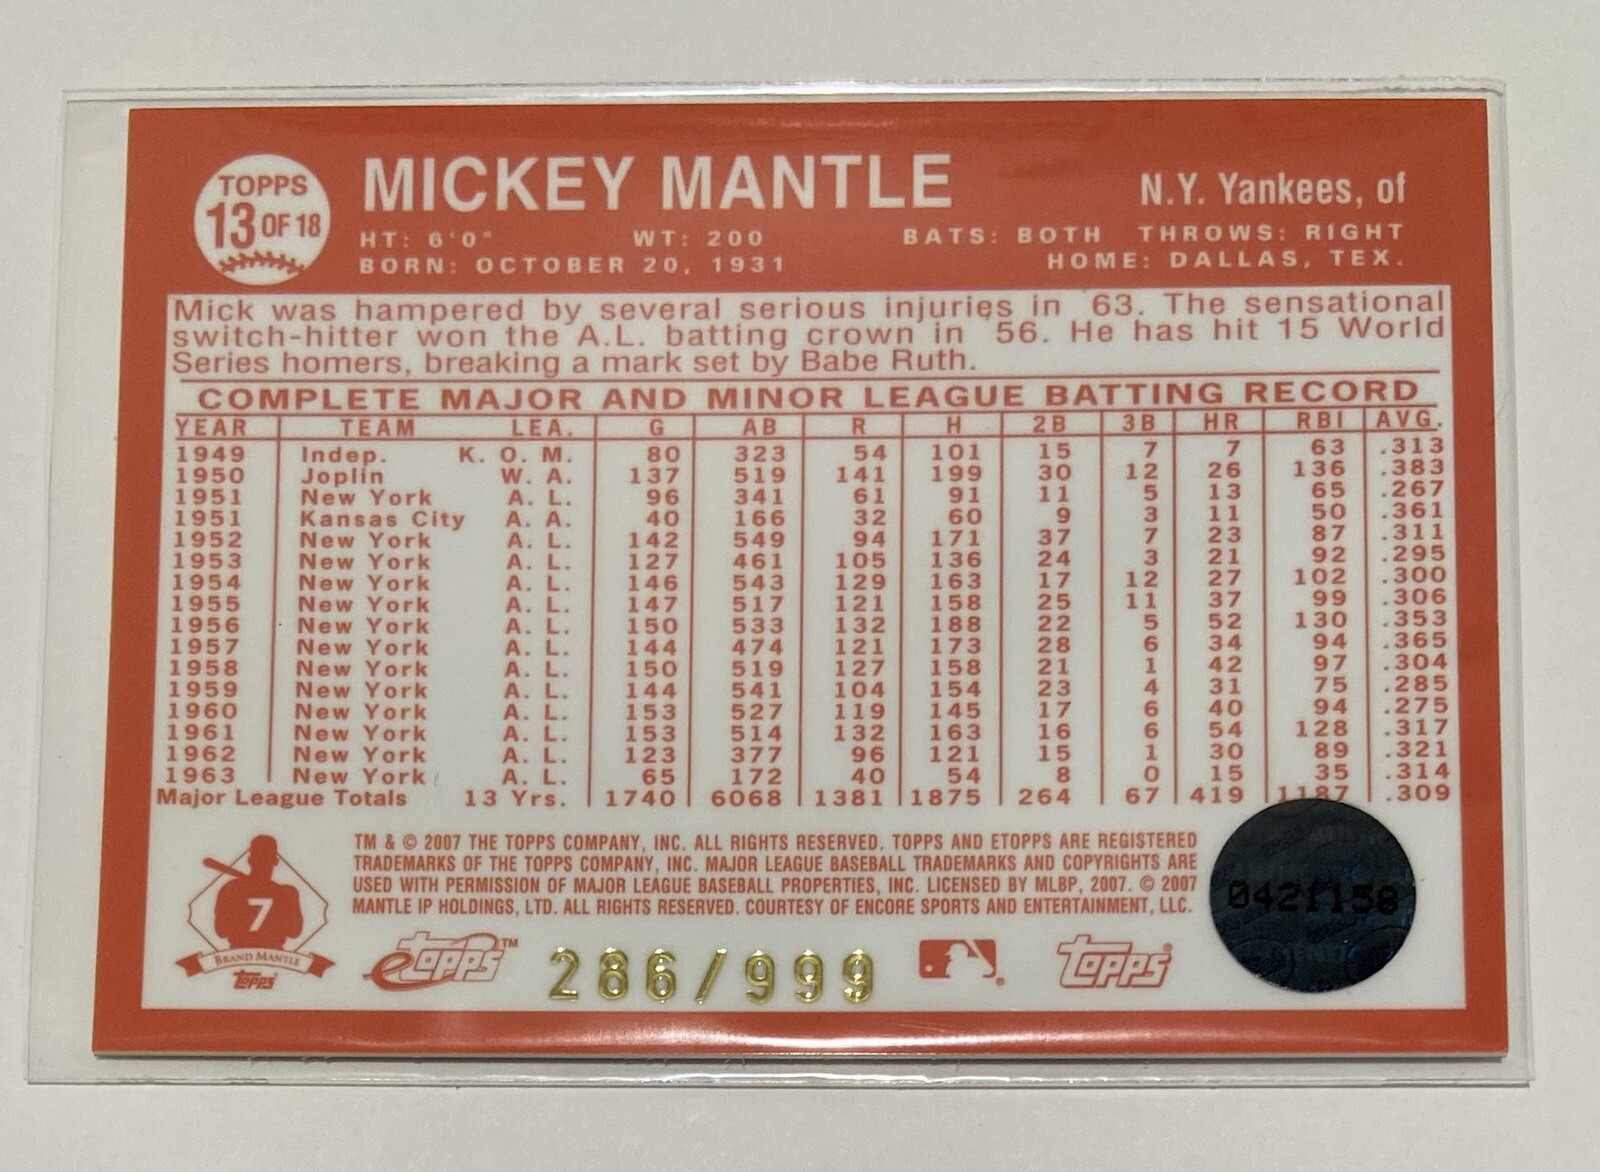 TOPPS
13 OF 18
MICKEY MANTLE
N.Y. Yankees, of
HT: 6'0" WT: 200 BATS: BOTH THROWS: RIGHT
BORN: OCTOBER 20, 1931 HOME: DALLAS, TEX.
Mick was hampered by several serious injuries in '63. The sensational
switch-hitter won the A.L. batting crown in '56. He has hit 15 World
Series homers, breaking a mark set by Babe Ruth.
COMPLETE MAJOR AND MINOR LEAGUE BATTING RECORD
YEAR TEAM LEA. G AB R H 2B 3B HR RBI AVG.
1949 Indep. K. O. M. 80 323 54 101 15 7 7 63 .313
1950 Joplin W. A. 137 519 141 199 30 12 26 136 .383
1951 New York A. L. 96 341 61 91 11 5 13 65 .267
1951 Kansas City A. A. 40 166 32 60 9 3 11 50 .361
1952 New York A. L. 142 549 94 171 37 7 23 87 .311
1953 New York A. L. 127 461 105 136 24 3 21 92 .295
1954 New York A. L. 146 543 129 163 17 12 27 102 .300
1955 New York A. L. 147 517 121 158 25 11 37 99 .306
1956 New York A. L. 150 533 132 188 22 5 52 130 .353
1957 New York A. L. 144 474 121 173 28 6 34 94 .365
1958 New York A. L. 150 519 127 158 21 1 42 97 .304
1959 New York A. L. 144 541 104 154 23 4 31 75 .285
1960 New York A. L. 153 527 119 145 17 6 40 94 .275
1961 New York A. L. 153 514 132 163 16 6 54 128 .317
1962 New York A. L. 123 377 96 121 15 1 30 89 .321
1963 New York A. L. 65 172 40 54 8 0 15 35 .314
Major League Totals 13 Yrs. 1740 6068 1381 1875 264 67 419 1187 .309
TM & © 2007 THE TOPPS COMPANY, INC. ALL RIGHTS RESERVED. TOPPS AND ETOPPS ARE REGISTERED
TRADEMARKS OF THE TOPPS COMPANY, INC. MAJOR LEAGUE BASEBALL TRADEMARKS AND COPYRIGHTS ARE
USED WITH PERMISSION OF MAJOR LEAGUE BASEBALL PROPERTIES, INC. LICENSED BY MLBP, 2007. © 2007
MANTLE IP HOLDINGS, LTD. ALL RIGHTS RESERVED. COURTESY OF ENCORE SPORTS AND ENTERTAINMENT, LLC.
7
BRAND MANTLE
Topps
eTopps™
286/999
Topps®
0421158